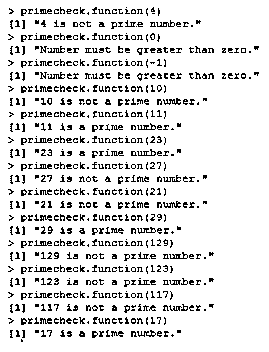 > primecheck.function(4)
[1] "4 is not a prime number."
> primecheck.function(0)
[1] "Number must be greater than zero."
> primecheck.function(-1)
[1] "Number must be greater than zero."
> primecheck.function(10)
[1] "10 is not a prime number."
> primecheck.function(11)
[1] "11 is a prime number."
> primecheck.function(23)
[1] "23 is a prime number."
> primecheck.function(27)
[1] "27 is not a prime number."
> primecheck.function(21)
[1] "21 is not a prime number."
> primecheck.function(29)
[1] "29 is a prime number."
> primecheck.function(129)
[1] "129 is not a prime number."
> primecheck.function(123)
[1] "123 is not a prime number."
> primecheck.function(117)
[1] "117 is not a prime number."
> primecheck.function(17)
[1] "17 is a prime number."